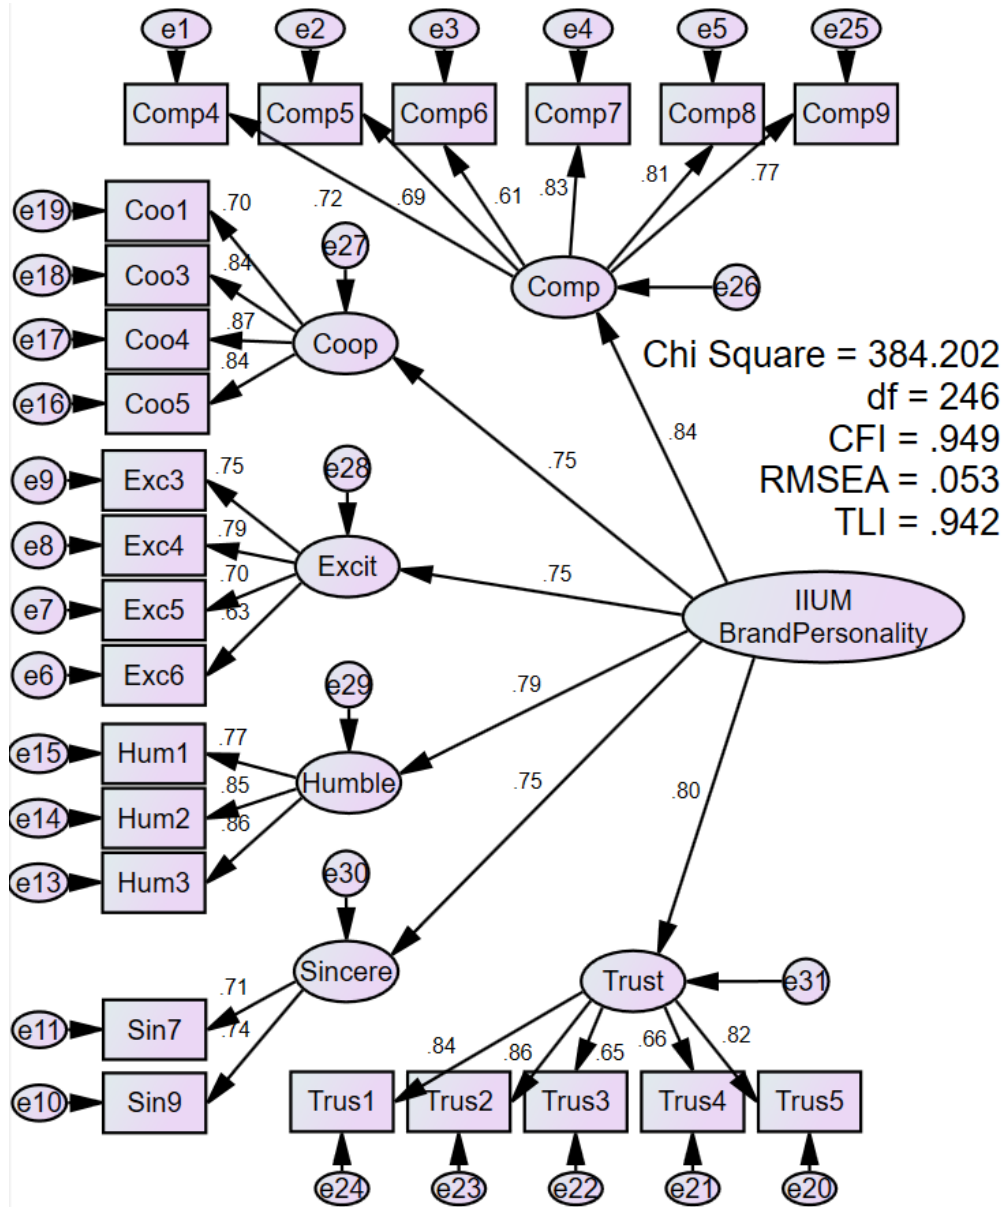 e1 e2 e3 e4 e5 e25
Comp4 Comp5 Comp6 Comp7 Comp8 Comp9
.72 .69 .61 .83 .81 .77
e19 Coo1 .70
e18 Coo3 .84
e17 Coo4 .87
e16 Coo5 .84
e27
Coop
Comp
e26
Chi Square = 384.202
df = 246
CFI = .949
RMSEA = .053
TLI = .942
.84
.75
e9 Exc3 .75
e8 Exc4 .79
e7 Exc5 .70
e6 Exc6 .63
e28
Excit
.75
IIUM
BrandPersonality
e29
.79
e15 Hum1 .77
e14 Hum2 .85
e13 Hum3 .86
Humble
.75
.80
e30
Sincere
Trust
e31
e11 Sin7 .71
e10 Sin9 .74
.84 .86 .65 .66 .82
Trus1 Trus2 Trus3 Trus4 Trus5
e24 e23 e22 e21 e20